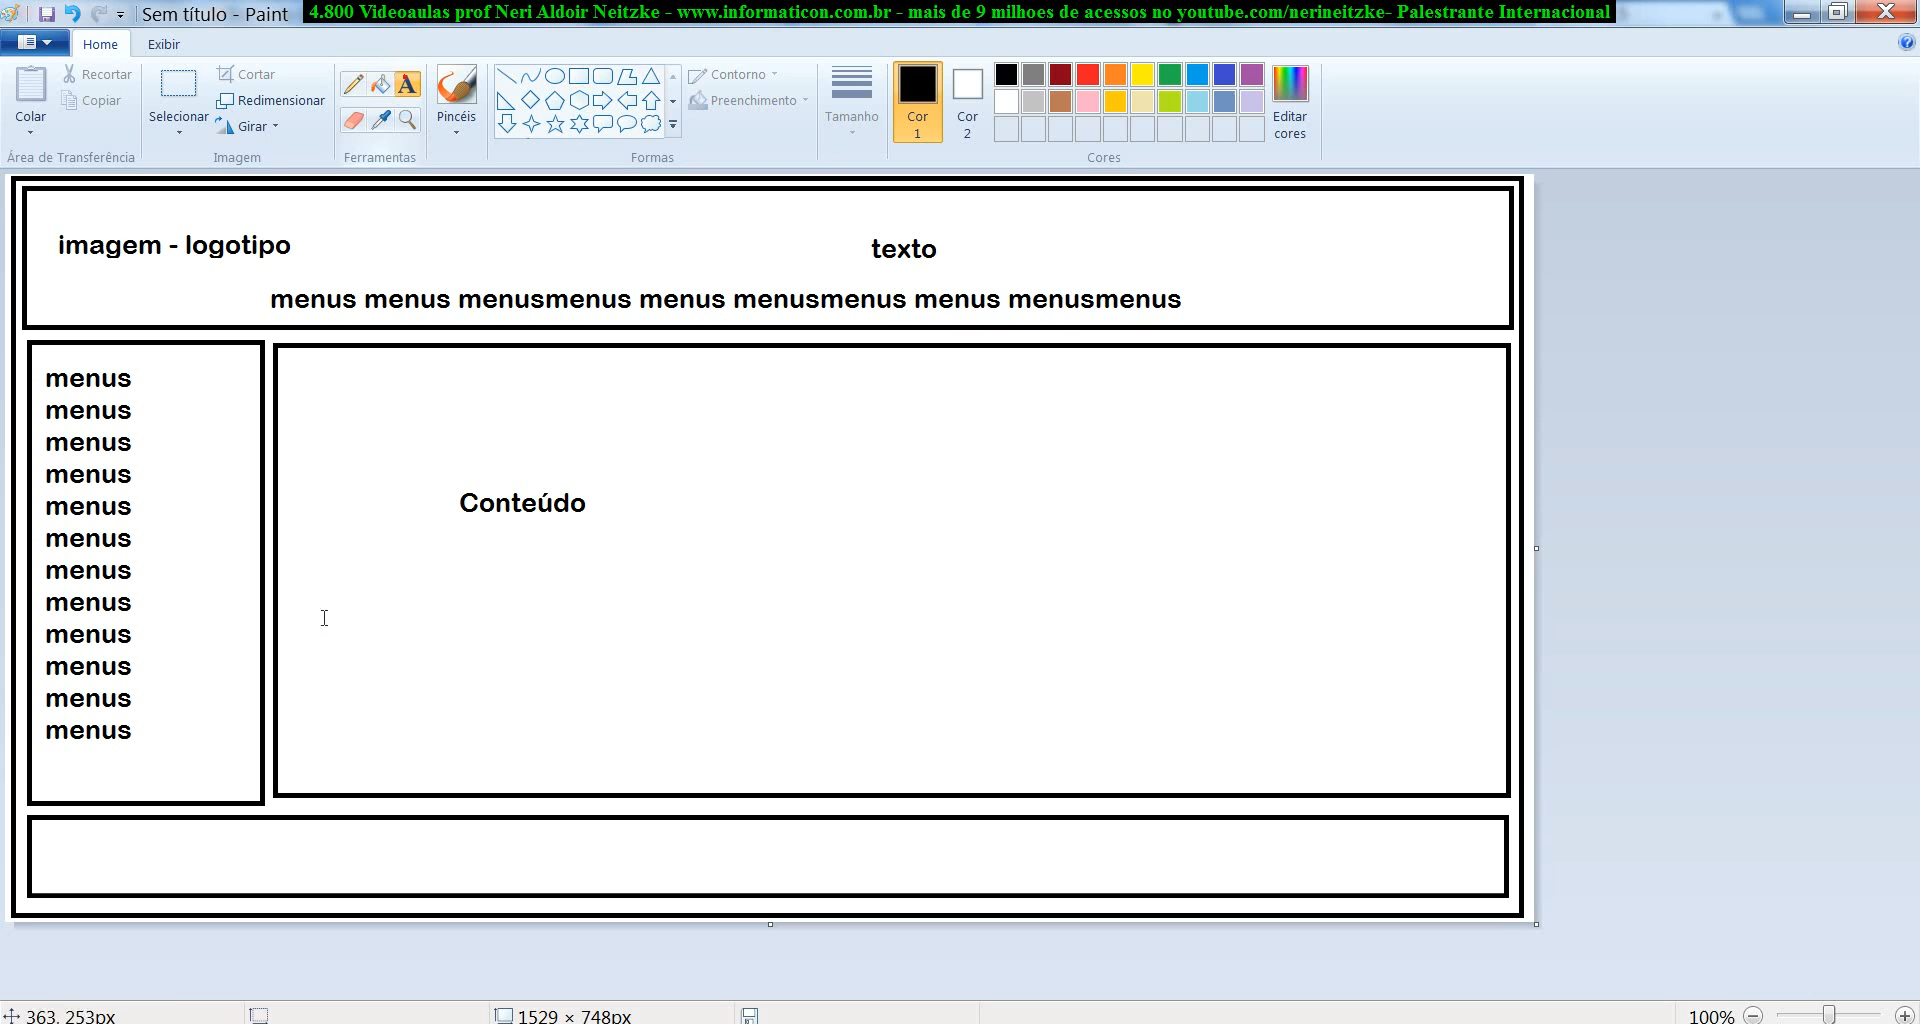 Sem título - Paint
4.800 Videoaulas prof Neri Aldoir Neitzke - www.informaticon.com.br - mais de 9 milhoes de acessos no youtube.com/nerineitzke- Palestrante Internacional
Home Exibir
Colar
Recortar
Copiar
Área de Transferência
Selecionar
Cortar
Redimensionar
Girar
Imagem
Ferramentas
Pincéis
Contorno
Preenchimento
Formas
Tamanho
Cor 1
Cor 2
Editar cores
Cores
imagem - logotipo
texto
menus menus menusmenus menus menusmenus menus menusmenus
menus
menus
menus
menus
menus
menus
menus
menus
menus
menus
menus
menus
Conteúdo
363, 253px
1529 × 748px
100%